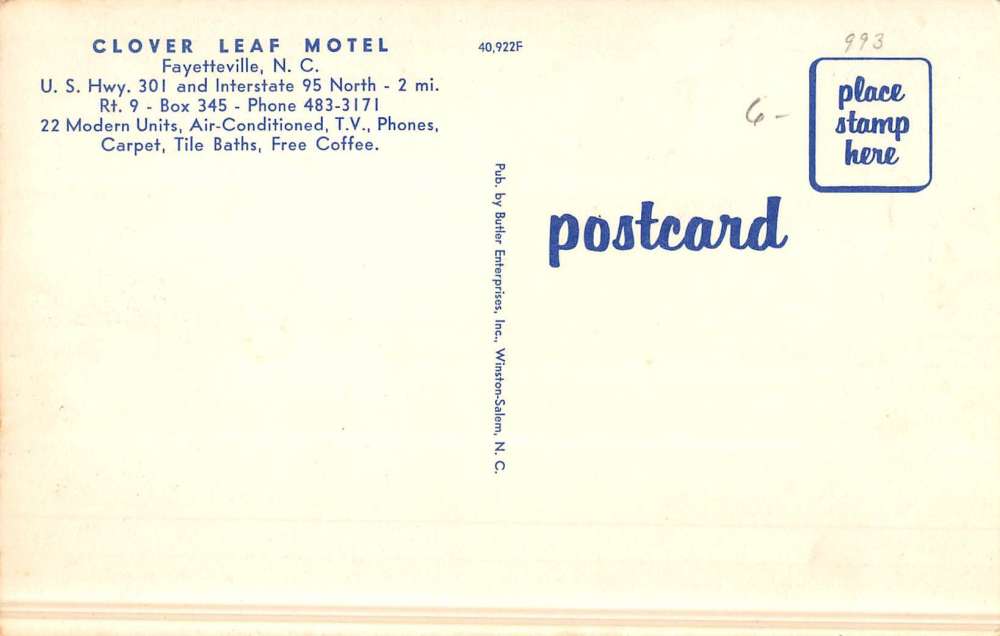 CLOVER LEAF MOTEL
Fayetteville, N. C.
U. S. Hwy. 301 and Interstate 95 North - 2 mi.
Rt. 9 - Box 345 - Phone 483-3171
22 Modern Units, Air-Conditioned, T.V., Phones,
Carpet, Tile Baths, Free Coffee.
40,922F
Pub. by Butler Enterprises, Inc., Winston-Salem, N. C.
993
6-
place
stamp
here
postcard